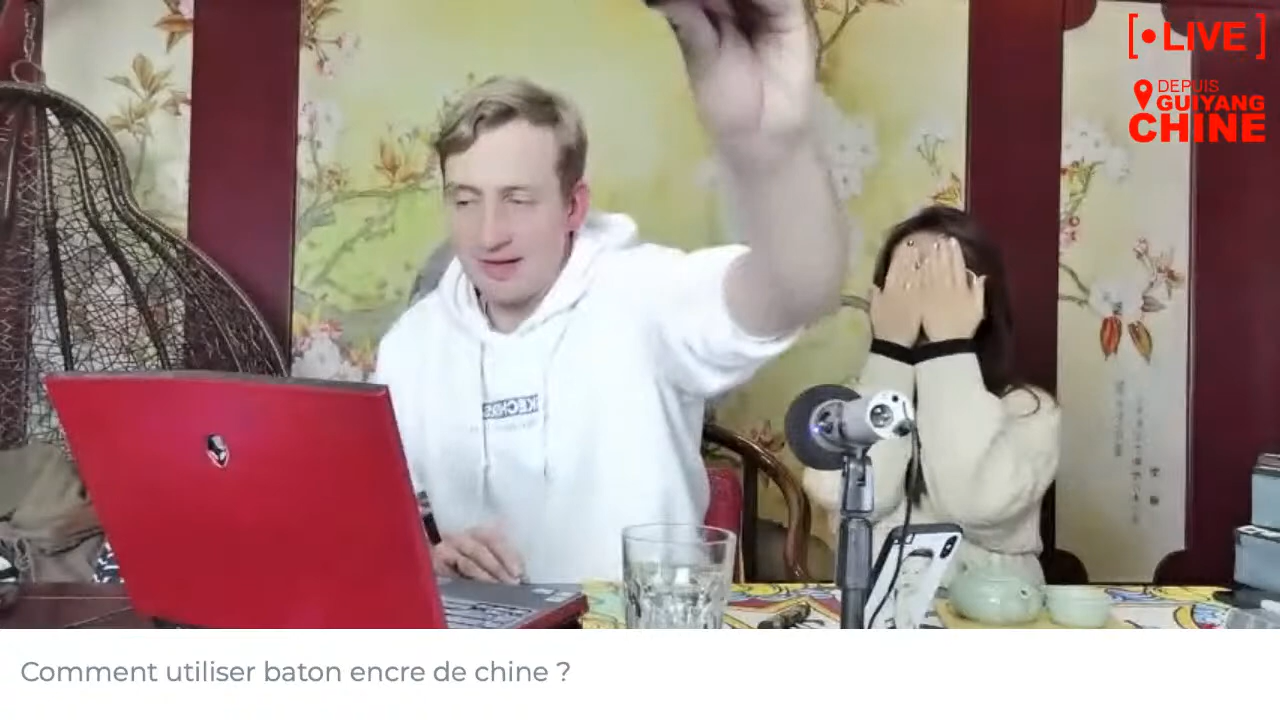 [•LIVE]
DEPUIS
GUIYANG
CHINE
Comment utiliser baton encre de chine ?